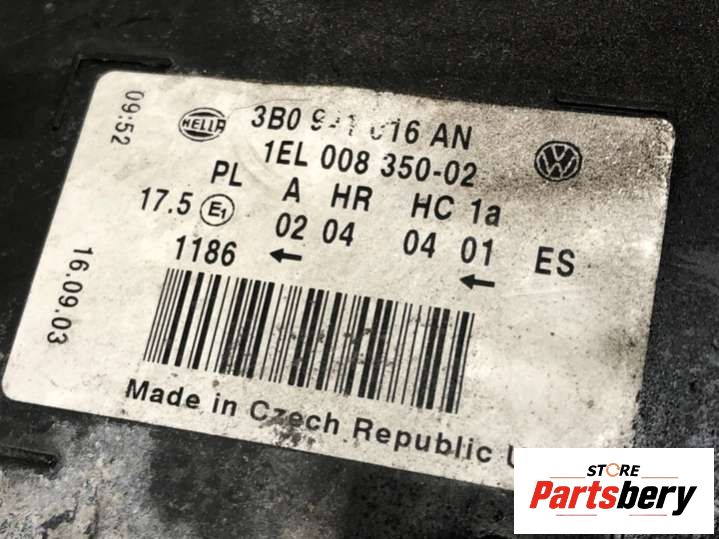 09:52
HELLA
3B0 941 016 AN
1EL 008 350-02
PL A HR HC 1a
17.5 E1 02 04 04 01 ES
1186
16.09.03
Made in Czech Republic
STORE
Partsbery